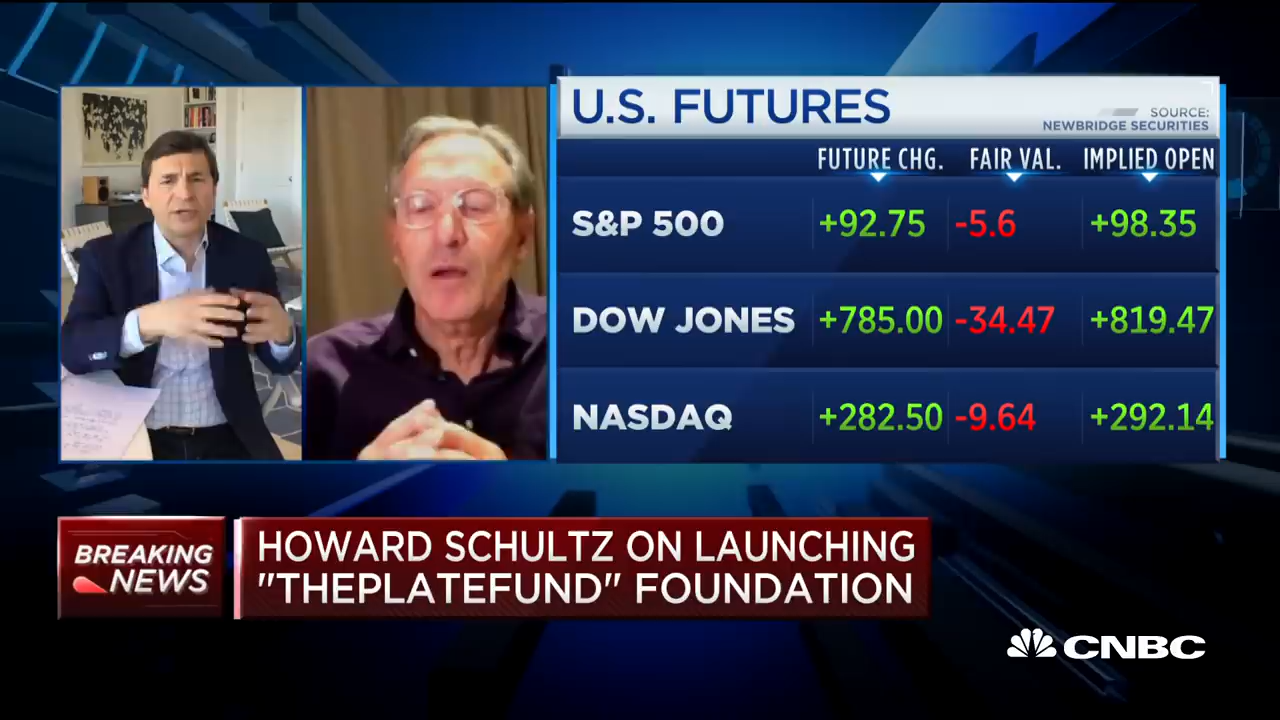 U.S. FUTURES
SOURCE:
NEWBRIDGE SECURITIES
FUTURE CHG. FAIR VAL. IMPLIED OPEN
S&P 500 +92.75 -5.6 +98.35
DOW JONES +785.00 -34.47 +819.47
NASDAQ +282.50 -9.64 +292.14
BREAKING
NEWS
HOWARD SCHULTZ ON LAUNCHING
"THEPLATEFUND" FOUNDATION
CNBC